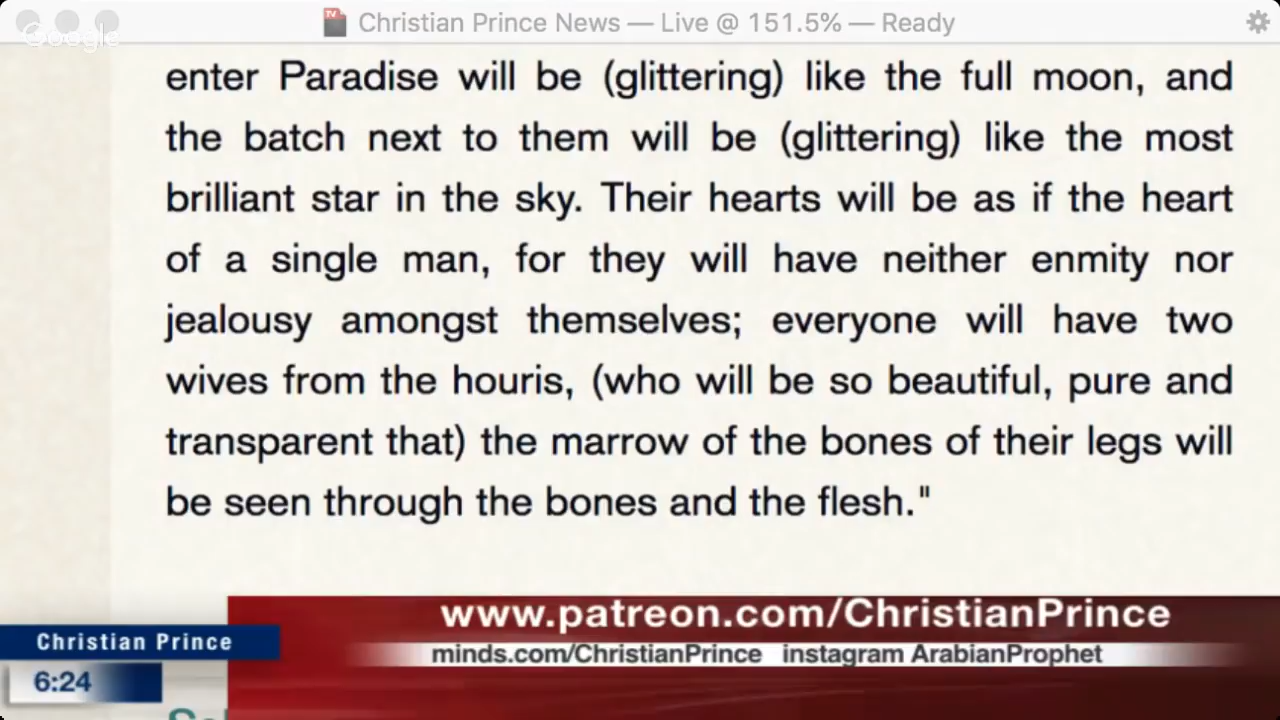 Christian Prince News — Live @ 151.5% — Ready
Google
enter Paradise will be (glittering) like the full moon, and
the batch next to them will be (glittering) like the most
brilliant star in the sky. Their hearts will be as if the heart
of a single man, for they will have neither enmity nor
jealousy amongst themselves; everyone will have two
wives from the houris, (who will be so beautiful, pure and
transparent that) the marrow of the bones of their legs will
be seen through the bones and the flesh."
www.patreon.com/ChristianPrince
Christian Prince
minds.com/ChristianPrince instagram ArabianProphet
6:24